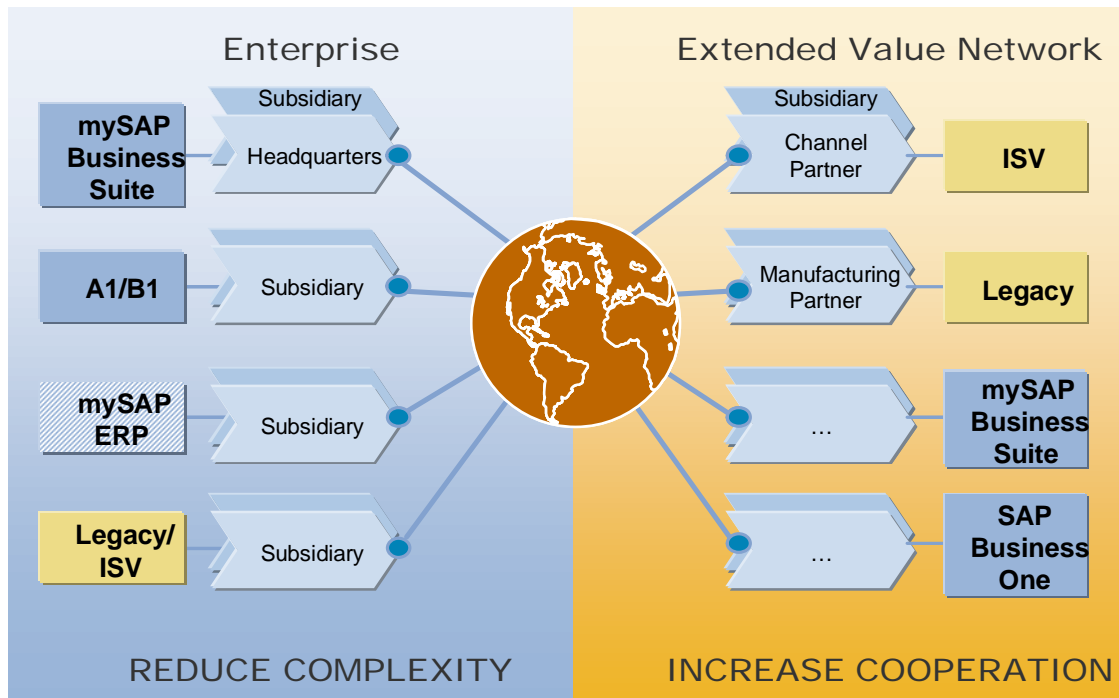 Enterprise
Subsidiary
mySAP
Business
Suite
Headquarters
A1/B1
Subsidiary
mySAP
ERP
Subsidiary
Legacy/
ISV
Subsidiary
REDUCE COMPLEXITY
Extended Value Network
Subsidiary
Channel
Partner
ISV
Manufacturing
Partner
Legacy
...
mySAP
Business
Suite
...
SAP
Business
One
INCREASE COOPERATION